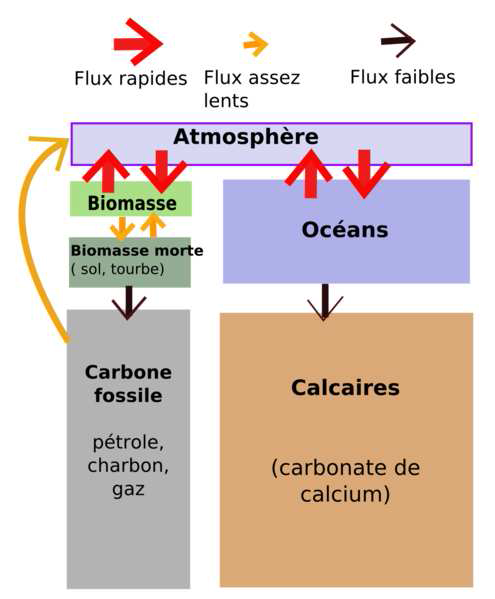 Flux rapides
Flux assez
lents
Flux faibles
Atmosphère
Biomasse
Océans
Biomasse morte
( sol, tourbe)
Carbone
fossile
pétrole,
charbon,
gaz
Calcaires
(carbonate de
calcium)